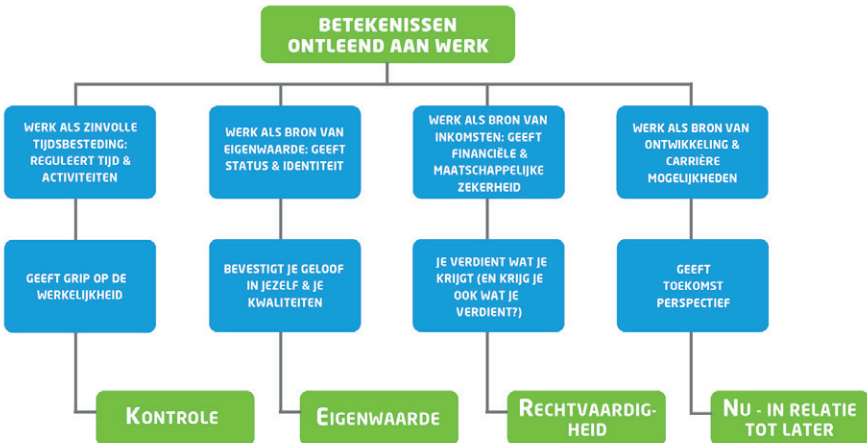 BETEKENISSEN
ONTLEEND AAN WERK
WERK ALS ZINVOLLE
TIJDSBESTEDING:
REGULEERT TIJD &
ACTIVITEITEN
WERK ALS BRON VAN
EIGENWAARDE: GEEFT
STATUS & IDENTITEIT
WERK ALS BRON VAN
INKOMSTEN: GEEFT
FINANCIËLE &
MAATSCHAPPELIJKE
ZEKERHEID
WERK ALS BRON VAN
ONTWIKKELING &
CARRIÈRE
MOGELIJKHEDEN
GEEFT GRIP OP DE
WERKELIJKHEID
BEVESTIGT JE GELOOF
IN JEZELF & JE
KWALITEITEN
JE VERDIENT WAT JE
KRIJGT (EN KRIJG JE
OOK WAT JE
VERDIENT?)
GEEFT
TOEKOMST
PERSPECTIEF
KONTROLE
EIGENWAARDE
RECHTVAARDIG-
HEID
NU - IN RELATIE
TOT LATER